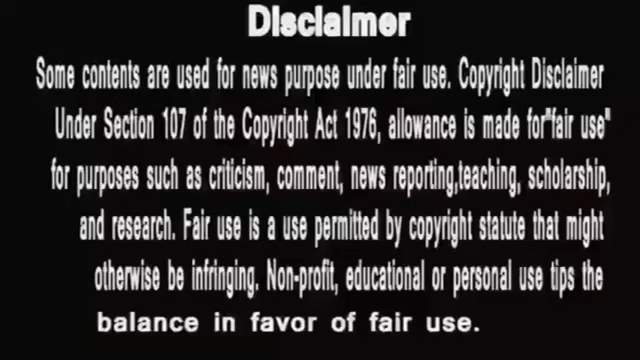 Disclaimer
Some contents are used for news purpose under fair use. Copyright Disclaimer
Under Section 107 of the Copyright Act 1976, allowance is made for"fair use"
for purposes such as criticism, comment, news reporting,teaching, scholarship,
and research. Fair use is a use permitted by copyright statute that might
otherwise be infringing. Non-profit, educational or personal use tips the
balance in favor of fair use.